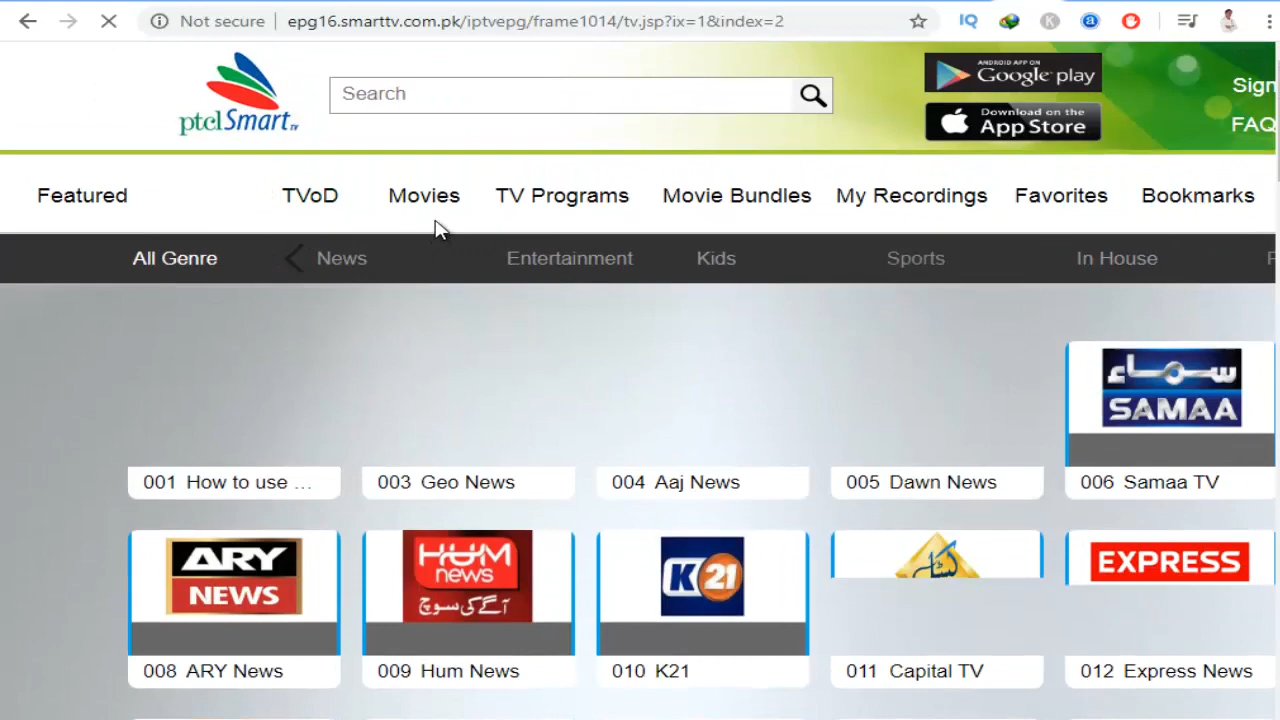 Not secure epg16.smarttv.com.pk/iptvepg/frame1014/tv.jsp?ix=1&index=2
IQ
ptcl Smart TV
Search
ANDROID APP ON
Google play
Download on the
App Store
Sign
FAQ
Featured TVoD Movies TV Programs Movie Bundles My Recordings Favorites Bookmarks
All Genre News Entertainment Kids Sports In House
سماء
SAMAA
001 How to use ... 003 Geo News 004 Aaj News 005 Dawn News 006 Samaa TV
ARY
NEWS
HUM
news
آگے کی سوچ
K21
EXPRESS
008 ARY News 009 Hum News 010 K21 011 Capital TV 012 Express News